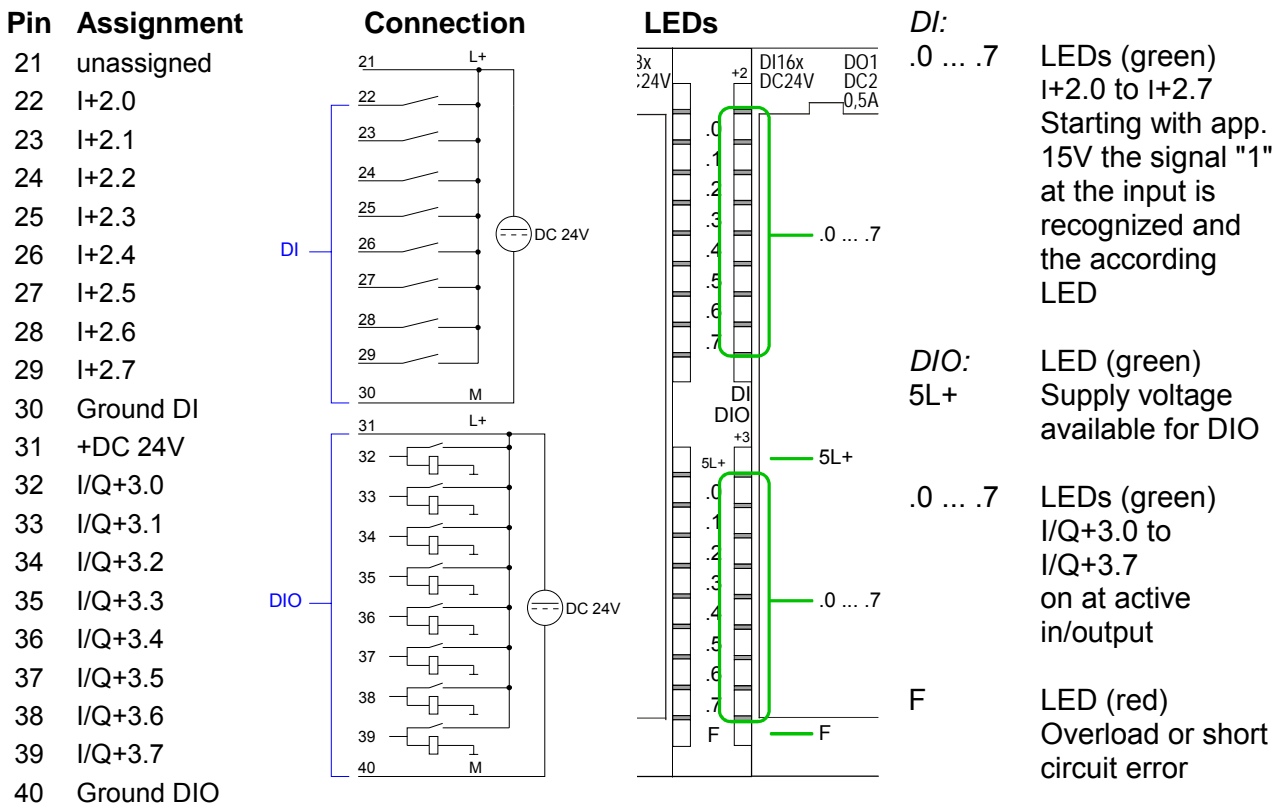 Pin Assignment Connection LEDs
21 unassigned
22 I+2.0
23 I+2.1
24 I+2.2
25 I+2.3
26 I+2.4
27 I+2.5
28 I+2.6
29 I+2.7
30 Ground DI
31 +DC 24V
32 I/Q+3.0
33 I/Q+3.1
34 I/Q+3.2
35 I/Q+3.3
36 I/Q+3.4
37 I/Q+3.5
38 I/Q+3.6
39 I/Q+3.7
40 Ground DIO
21 L+
22
23
24
25
DC 24V
DI 26
27
28
29
30 M
31 L+
32
33
34
35
DIO
36 DC 24V
37
38
39
40 M
+2 DI16x DO1
DC24V DC2
0,5A
.0
.1
.2
.3
.0 ... .7
.4
.5
.6
.7
DI
DIO
+3
5L+ 5L+
.0
.1
.2
.3
.0 ... .7
.4
.5
.6
.7
F F
DI:
.0 ... .7 LEDs (green)
I+2.0 to I+2.7
Starting with app.
15V the signal "1"
at the input is
recognized and
the according
LED
DIO: LED (green)
5L+ Supply voltage
available for DIO
.0 ... .7 LEDs (green)
I/Q+3.0 to
I/Q+3.7
on at active
in/output
F LED (red)
Overload or short
circuit error